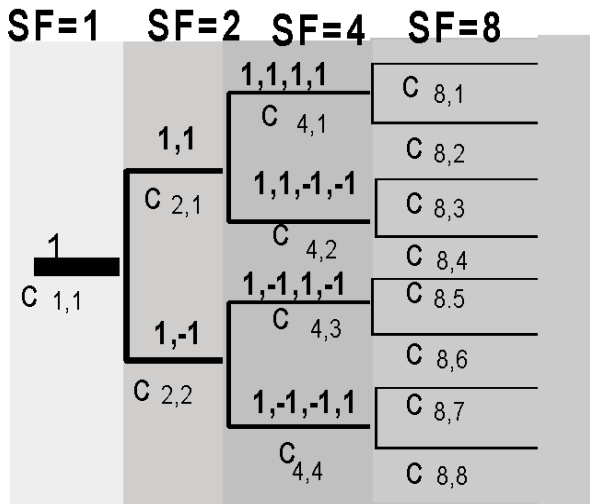 SF=1 SF=2 SF=4 SF=8
1,1,1,1
C 8,1
C 4,1
1,1
C 8,2
1,1,-1,-1
C 2,1
C 8,3
C 4,2
1
C 8,4
1,-1,1,-1
C 1,1
C 8.5
C 4,3
1,-1
C 8,6
C 2,2
1,-1,-1,1
C 8,7
C 4,4
C 8,8